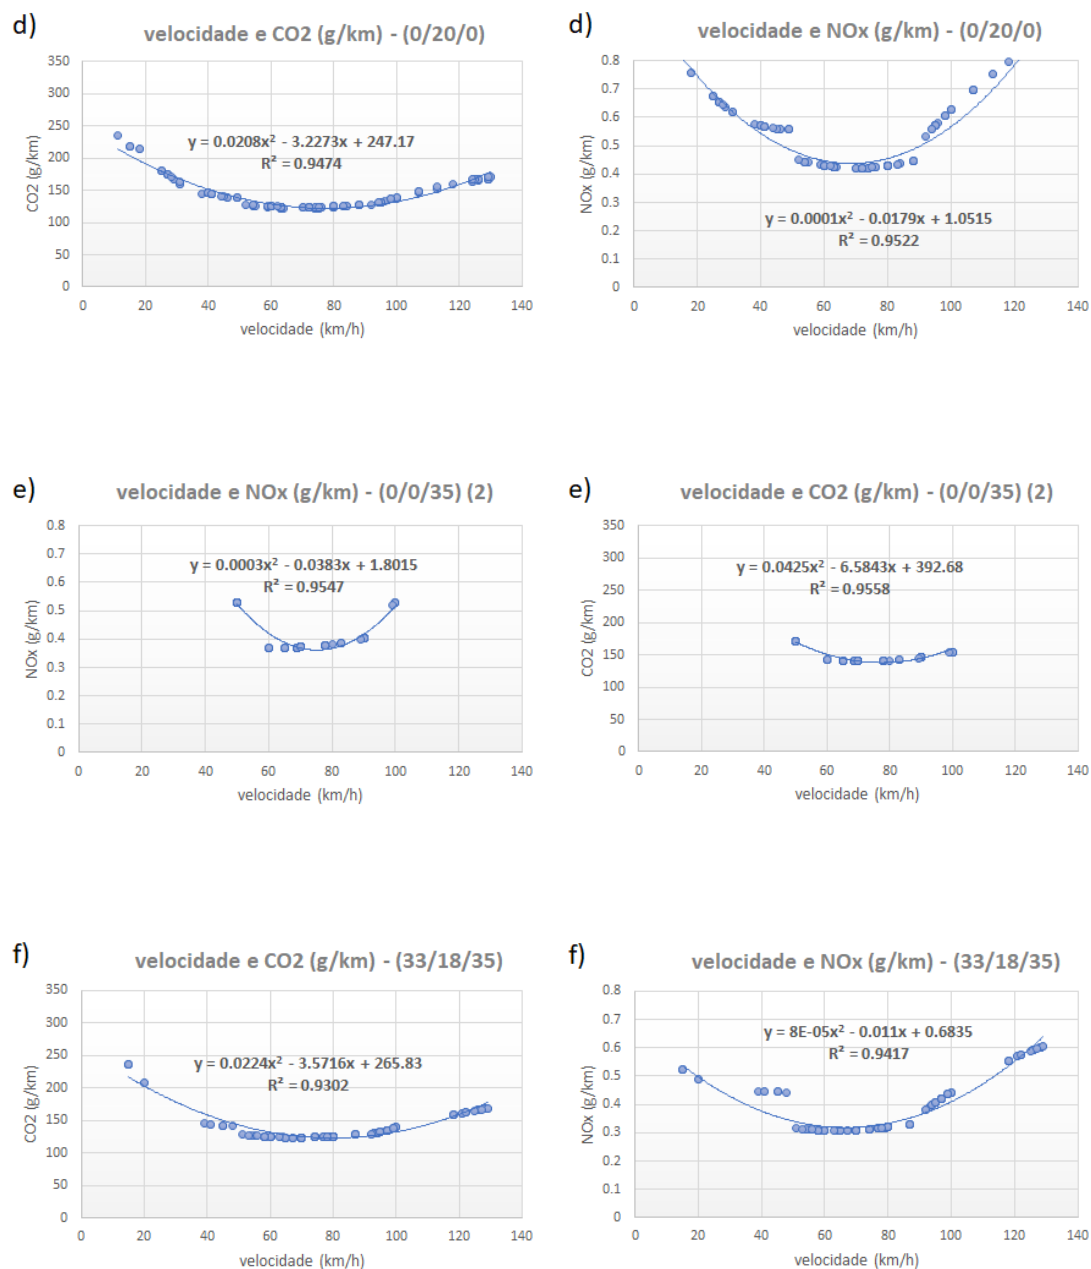 d)
velocidade e CO2 (g/km) - (0/20/0)
350
300
250
200
150
100
50
0
CO2 (g/km)
y = 0.0208x² - 3.2273x + 247.17
R² = 0.9474
0 20 40 60 80 100 120 140
velocidade (km/h)
d)
velocidade e NOx (g/km) - (0/20/0)
0.8
0.7
0.6
0.5
0.4
0.3
0.2
0.1
0
NOx (g/km)
y = 0.0001x² - 0.0179x + 1.0515
R² = 0.9522
0 20 40 60 80 100 120 140
velocidade (km/h)
e)
velocidade e NOx (g/km) - (0/0/35) (2)
0.8
0.7
0.6
0.5
0.4
0.3
0.2
0.1
0
NOx (g/km)
y = 0.0003x² - 0.0383x + 1.8015
R² = 0.9547
0 20 40 60 80 100 120 140
velocidade (km/h)
e)
velocidade e CO2 (g/km) - (0/0/35) (2)
350
300
250
200
150
100
50
0
CO2 (g/km)
y = 0.0425x² - 6.5843x + 392.68
R² = 0.9558
0 20 40 60 80 100 120 140
velocidade (km/h)
f)
velocidade e CO2 (g/km) - (33/18/35)
350
300
250
200
150
100
50
0
CO2 (g/km)
y = 0.0224x² - 3.5716x + 265.83
R² = 0.9302
0 20 40 60 80 100 120 140
velocidade (km/h)
f)
velocidade e NOx (g/km) - (33/18/35)
0.8
0.7
0.6
0.5
0.4
0.3
0.2
0.1
0
NOx (g/km)
y = 8E-05x² - 0.011x + 0.6835
R² = 0.9417
0 20 40 60 80 100 120 140
velocidade (km/h)